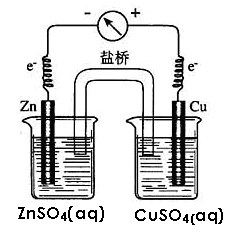 - +
盐桥
e- e-
Zn Cu
ZnSO4(aq) CuSO4(aq)